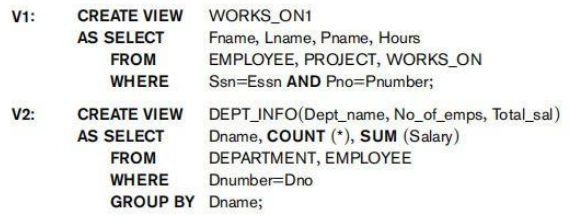 V1: CREATE VIEW WORKS_ON1
AS SELECT Fname, Lname, Pname, Hours
FROM EMPLOYEE, PROJECT, WORKS_ON
WHERE Ssn=Essn AND Pno=Pnumber;
V2: CREATE VIEW DEPT_INFO(Dept_name, No_of_emps, Total_sal)
AS SELECT Dname, COUNT (*), SUM (Salary)
FROM DEPARTMENT, EMPLOYEE
WHERE Dnumber=Dno
GROUP BY Dname;